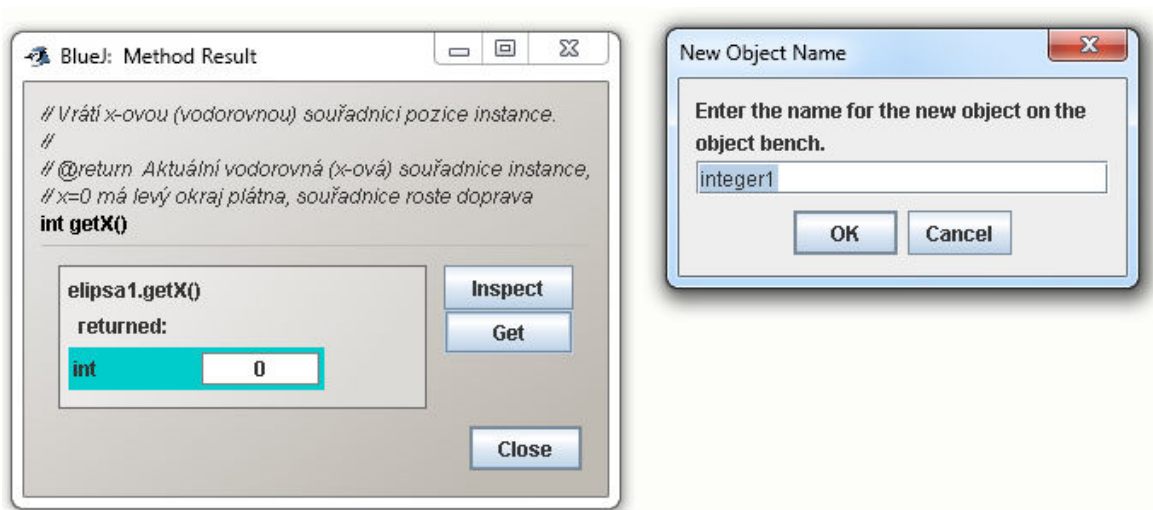 BlueJ: Method Result
// Vrátí x-ovou (vodorovnou) souřadnici pozice instance.
//
// @return Aktuální vodorovná (x-ová) souřadnice instance,
// x=0 má levý okraj plátna, souřadnice roste doprava
int getX()
elipsa1.getX()
returned:
int 0
Inspect
Get
Close
New Object Name
Enter the name for the new object on the
object bench.
integer1
OK Cancel